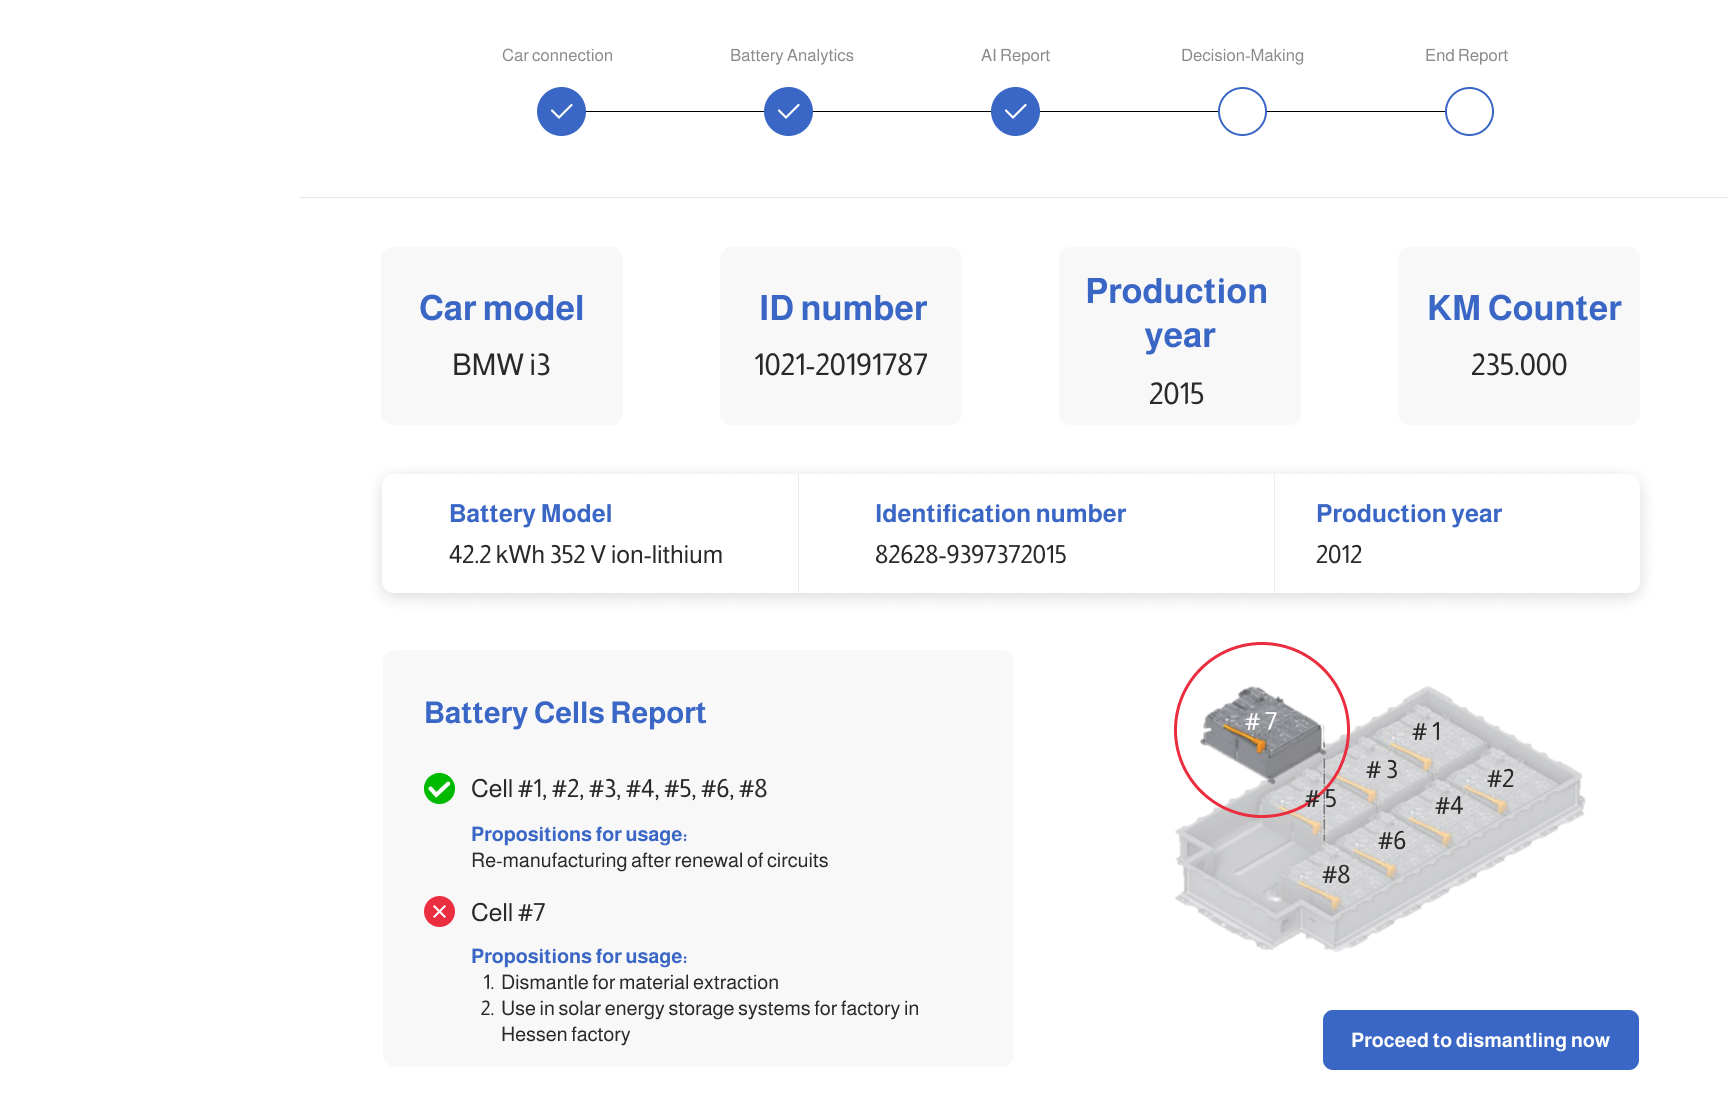 Car connection
Battery Analytics
AI Report
Decision-Making
End Report
Car model
BMW i3
ID number
1021-20191787
Production
year
2015
KM Counter
235.000
Battery Model
42.2 kWh 352 V ion-lithium
Identification number
82628-9397372015
Production year
2012
Battery Cells Report
Cell #1, #2, #3, #4, #5, #6, #8
Propositions for usage:
Re-manufacturing after renewal of circuits
Cell #7
Propositions for usage:
1. Dismantle for material extraction
2. Use in solar energy storage systems for factory in
Hessen factory
# 7
# 1
# 3
#2
# 5
#4
#6
#8
Proceed to dismantling now